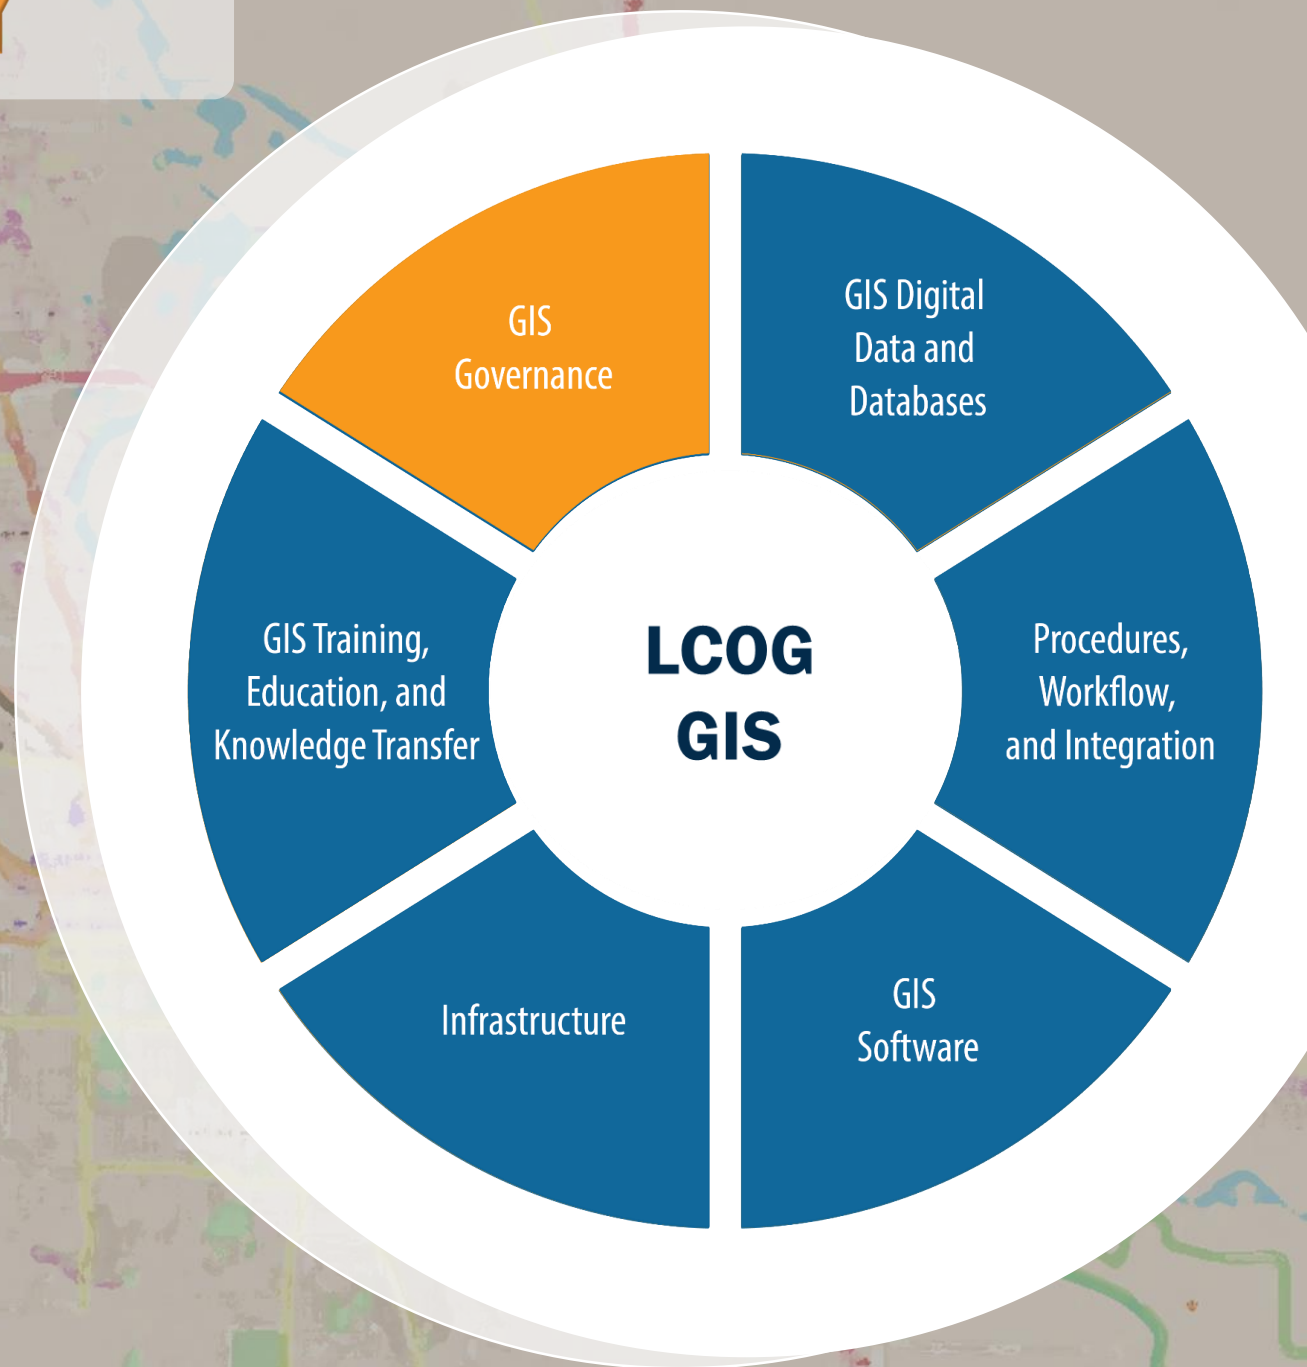 GIS
Governance
GIS Digital
Data and
Databases
GIS Training,
Education, and
Knowledge Transfer
LCOG
GIS
Procedures,
Workflow,
and Integration
Infrastructure
GIS
Software